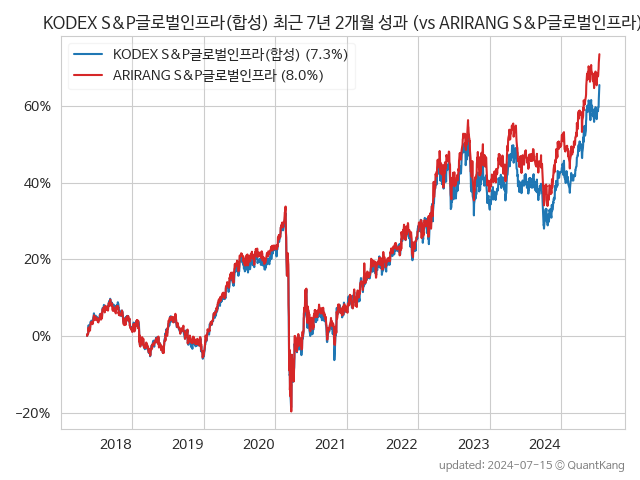 KODEX S&P글로벌인프라(합성) 최근 7년 2개월 성과 (vs ARIRANG S&P글로벌인프라)
KODEX S&P글로벌인프라(합성) (7.3%)
ARIRANG S&P글로벌인프라 (8.0%)
60%
40%
20%
0%
−20%
2018 2019 2020 2021 2022 2023 2024
updated: 2024-07-15 © QuantKang